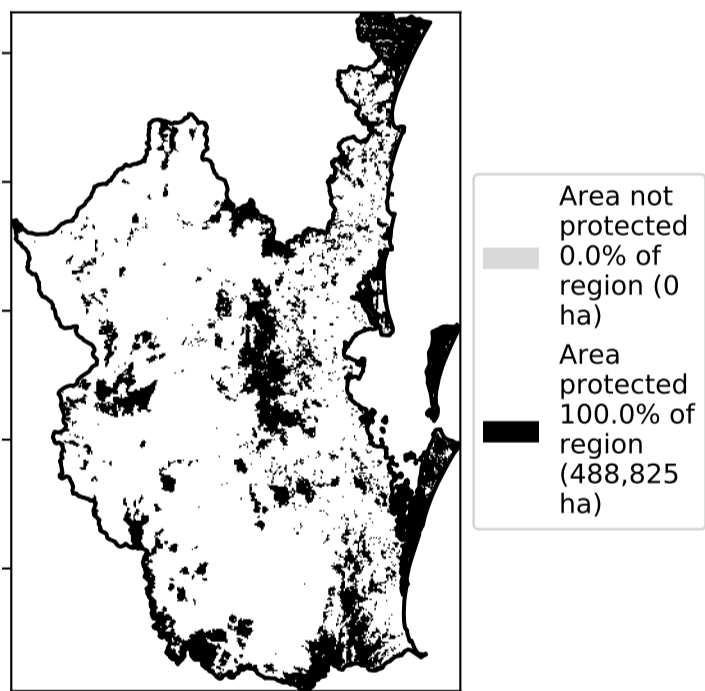 Area not
protected
0.0% of
region (0
ha)
Area
protected
100.0% of
region
(488,825
ha)